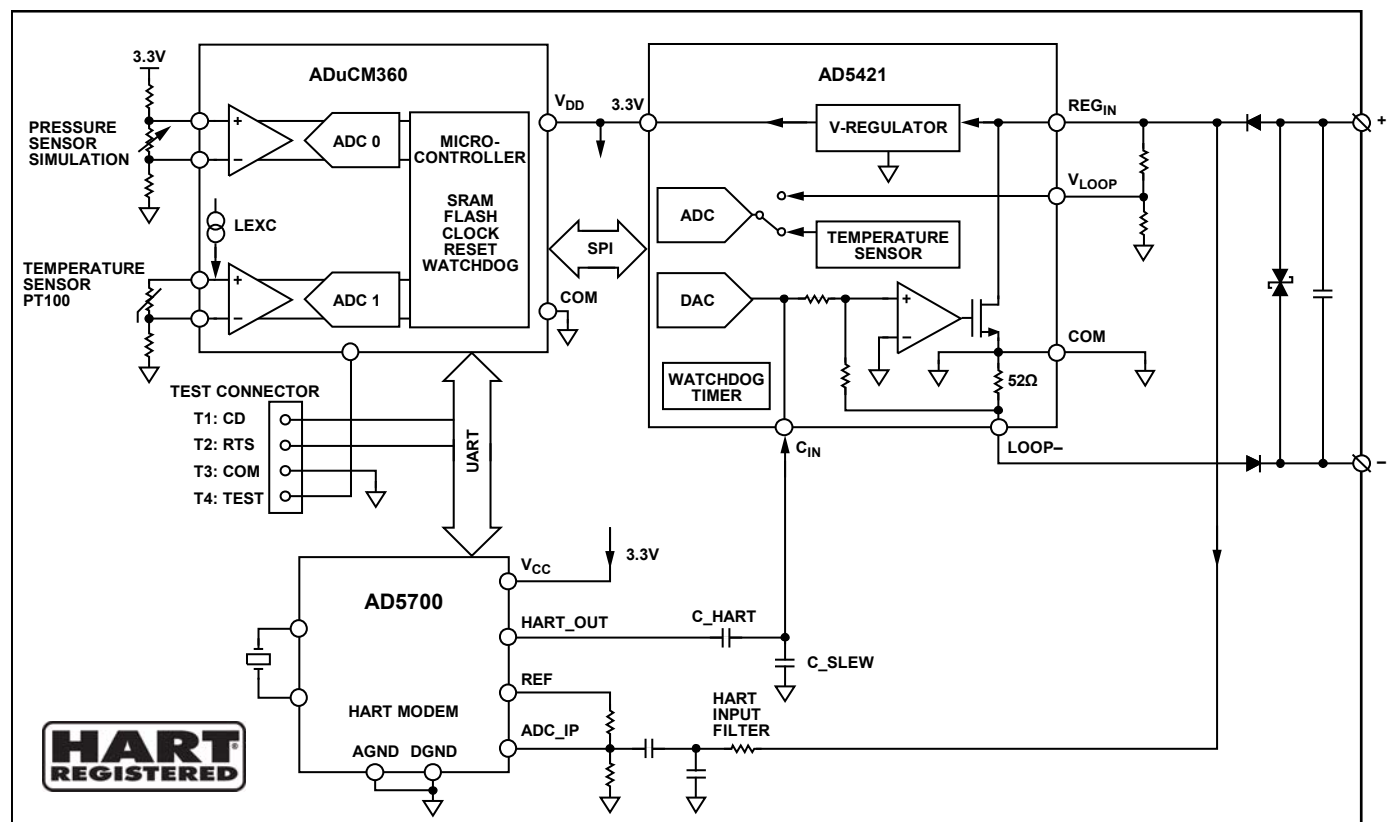 3.3V
ADuCM360
PRESSURE
SENSOR
SIMULATION
+
–
ADC 0
MICRO-
CONTROLLER
SRAM
FLASH
CLOCK
RESET
WATCHDOG
LEXC
TEMPERATURE
SENSOR
PT100
+
–
ADC 1
VDD
COM
SPI
3.3V
AD5421
V-REGULATOR
REGIN
VLOOP
ADC
TEMPERATURE
SENSOR
DAC
+
–
COM
52Ω
WATCHDOG
TIMER
CIN
LOOP–
+
–
TEST CONNECTOR
T1: CD
T2: RTS
T3: COM
T4: TEST
UART
AD5700
VCC
3.3V
HART_OUT
C_HART
C_SLEW
REF
HART MODEM
ADC_IP
HART
INPUT
FILTER
AGND
DGND
HART®
REGISTERED